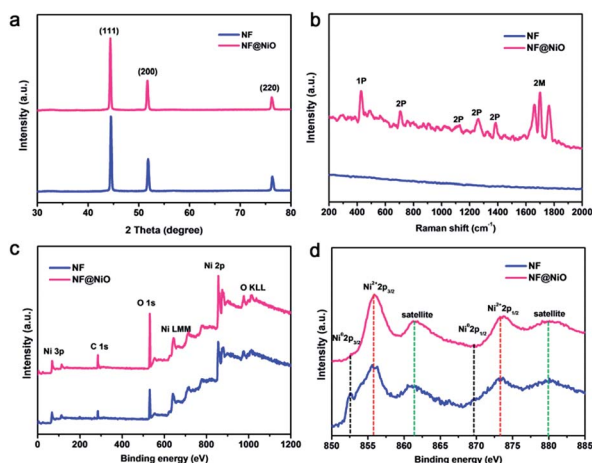 a
NF
NF@NiO
(111)
(200)
(220)
Intensity (a.u.)
30 40 50 60 70 80
2 Theta (degree)
b
NF
NF@NiO
1P
2P
2P
2P
2P
2M
Intensity (a.u.)
200 400 600 800 1000 1200 1400 1600 1800 2000
Raman shift (cm⁻¹)
c
NF
NF@NiO
Ni 3p
C 1s
O 1s
Ni LMM
Ni 2p
O KLL
Intensity (a.u.)
0 200 400 600 800 1000 1200
Binding energy (eV)
d
NF
NF@NiO
Ni²⁺2p₃/₂
satellite
Ni²⁺2p₁/₂
satellite
2p₃/₂
2p₁/₂
Intensity (a.u.)
850 855 860 865 870 875 880 885
Binding energy (eV)